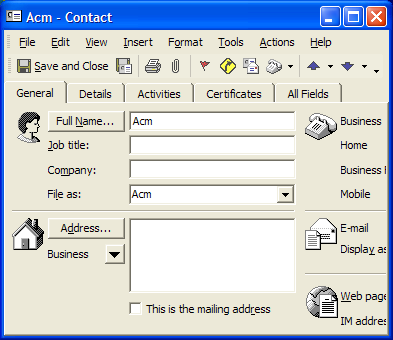 Acm - Contact
File Edit View Insert Format Tools Actions Help
Save and Close
General Details Activities Certificates All Fields
Full Name... Acm Business
Job title: Home
Company: Business
File as: Acm Mobile
Address... E-mail
Business Display as
This is the mailing address
Web page
IM addres